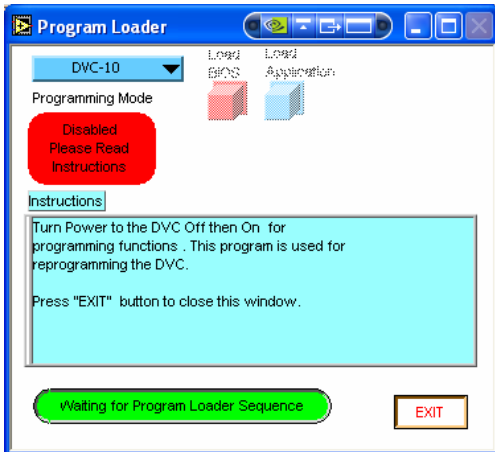 Program Loader
DVC-10
Load
BIOS
Load
Application
Programming Mode
Disabled
Please Read
Instructions
Instructions
Turn Power to the DVC Off then On for
programming functions . This program is used for
reprogramming the DVC.
Press "EXIT" button to close this window.
Waiting for Program Loader Sequence
EXIT